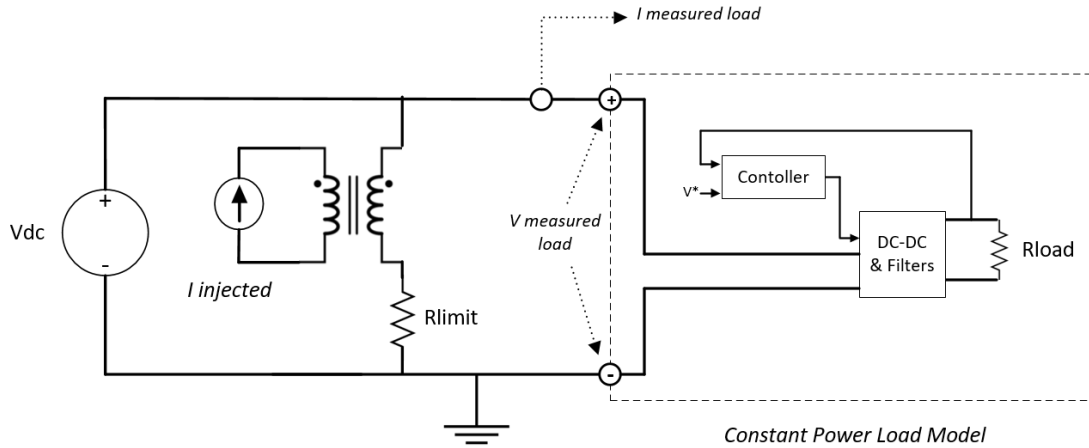 I measured load
+
Contoller
V*
+
Vdc
-
V measured
load
DC-DC
& Filters
Rload
I injected
Rlimit
-
Constant Power Load Model